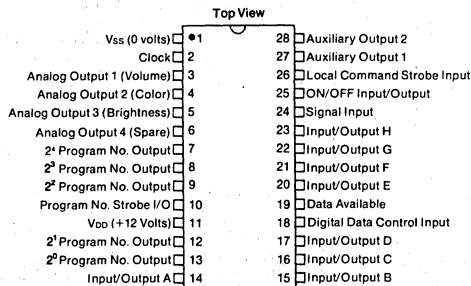 Top View
Vss (0 volts) 1 28 Auxiliary Output 2
Clock 2 27 Auxiliary Output 1
Analog Output 1 (Volume) 3 26 Local Command Strobe Input
Analog Output 2 (Color) 4 25 ON/OFF Input/Output
Analog Output 3 (Brightness) 5 24 Signal Input
Analog Output 4 (Spare) 6 23 Input/Output H
2⁴ Program No. Output 7 22 Input/Output G
2³ Program No. Output 8 21 Input/Output F
2² Program No. Output 9 20 Input/Output E
Program No. Strobe I/O 10 19 Data Available
VDD (+12 Volts) 11 18 Digital Data Control Input
2¹ Program No. Output 12 17 Input/Output D
2⁰ Program No. Output 13 16 Input/Output C
Input/Output A 14 15 Input/Output B